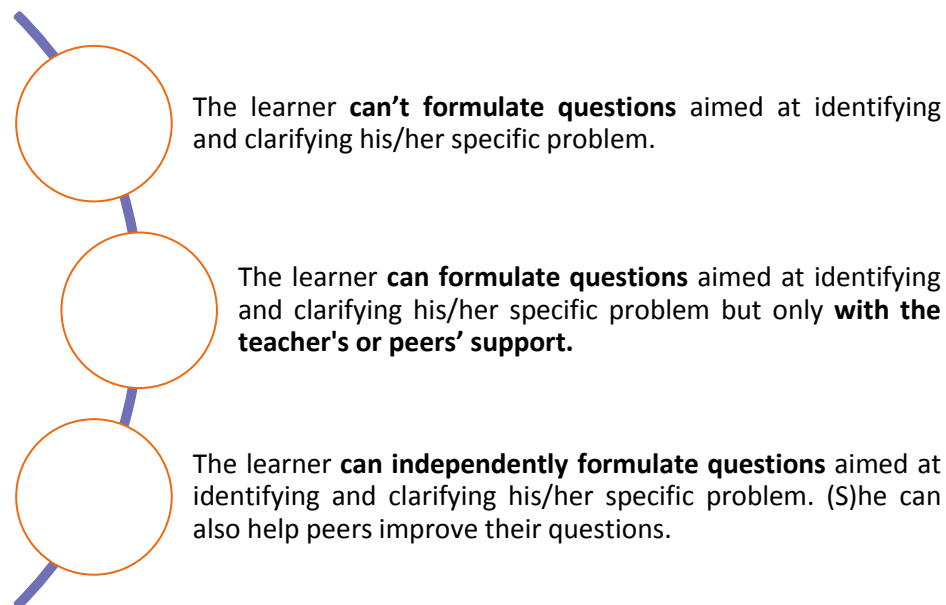 The learner can’t formulate questions aimed at identifying
and clarifying his/her specific problem.
The learner can formulate questions aimed at identifying
and clarifying his/her specific problem but only with the
teacher's or peers’ support.
The learner can independently formulate questions aimed at
identifying and clarifying his/her specific problem. (S)he can
also help peers improve their questions.